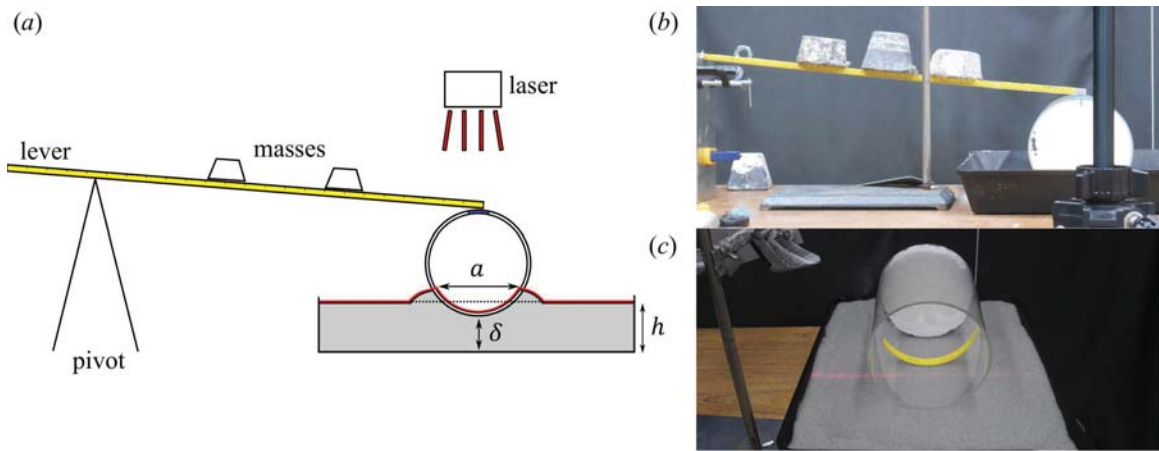 (a)
laser
lever
masses
a
δ
h
pivot
(b)
(c)